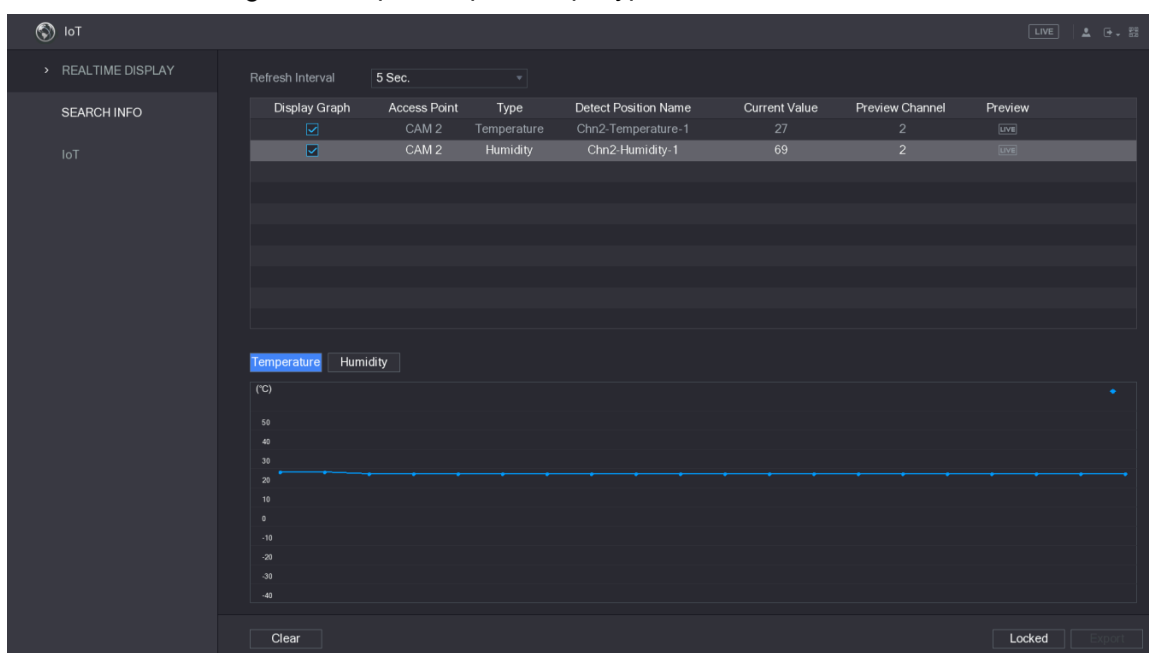 IoT LIVE
REALTIME DISPLAY
SEARCH INFO
IoT
Refresh Interval 5 Sec.
Display Graph Access Point Type Detect Position Name Current Value Preview Channel Preview
CAM 2 Temperature Chn2-Temperature-1 27 2 LIVE
CAM 2 Humidity Chn2-Humidity-1 69 2 LIVE
Temperature Humidity
(°C)
50
40
30
20
10
0
-10
-20
-30
-40
Clear Locked Export